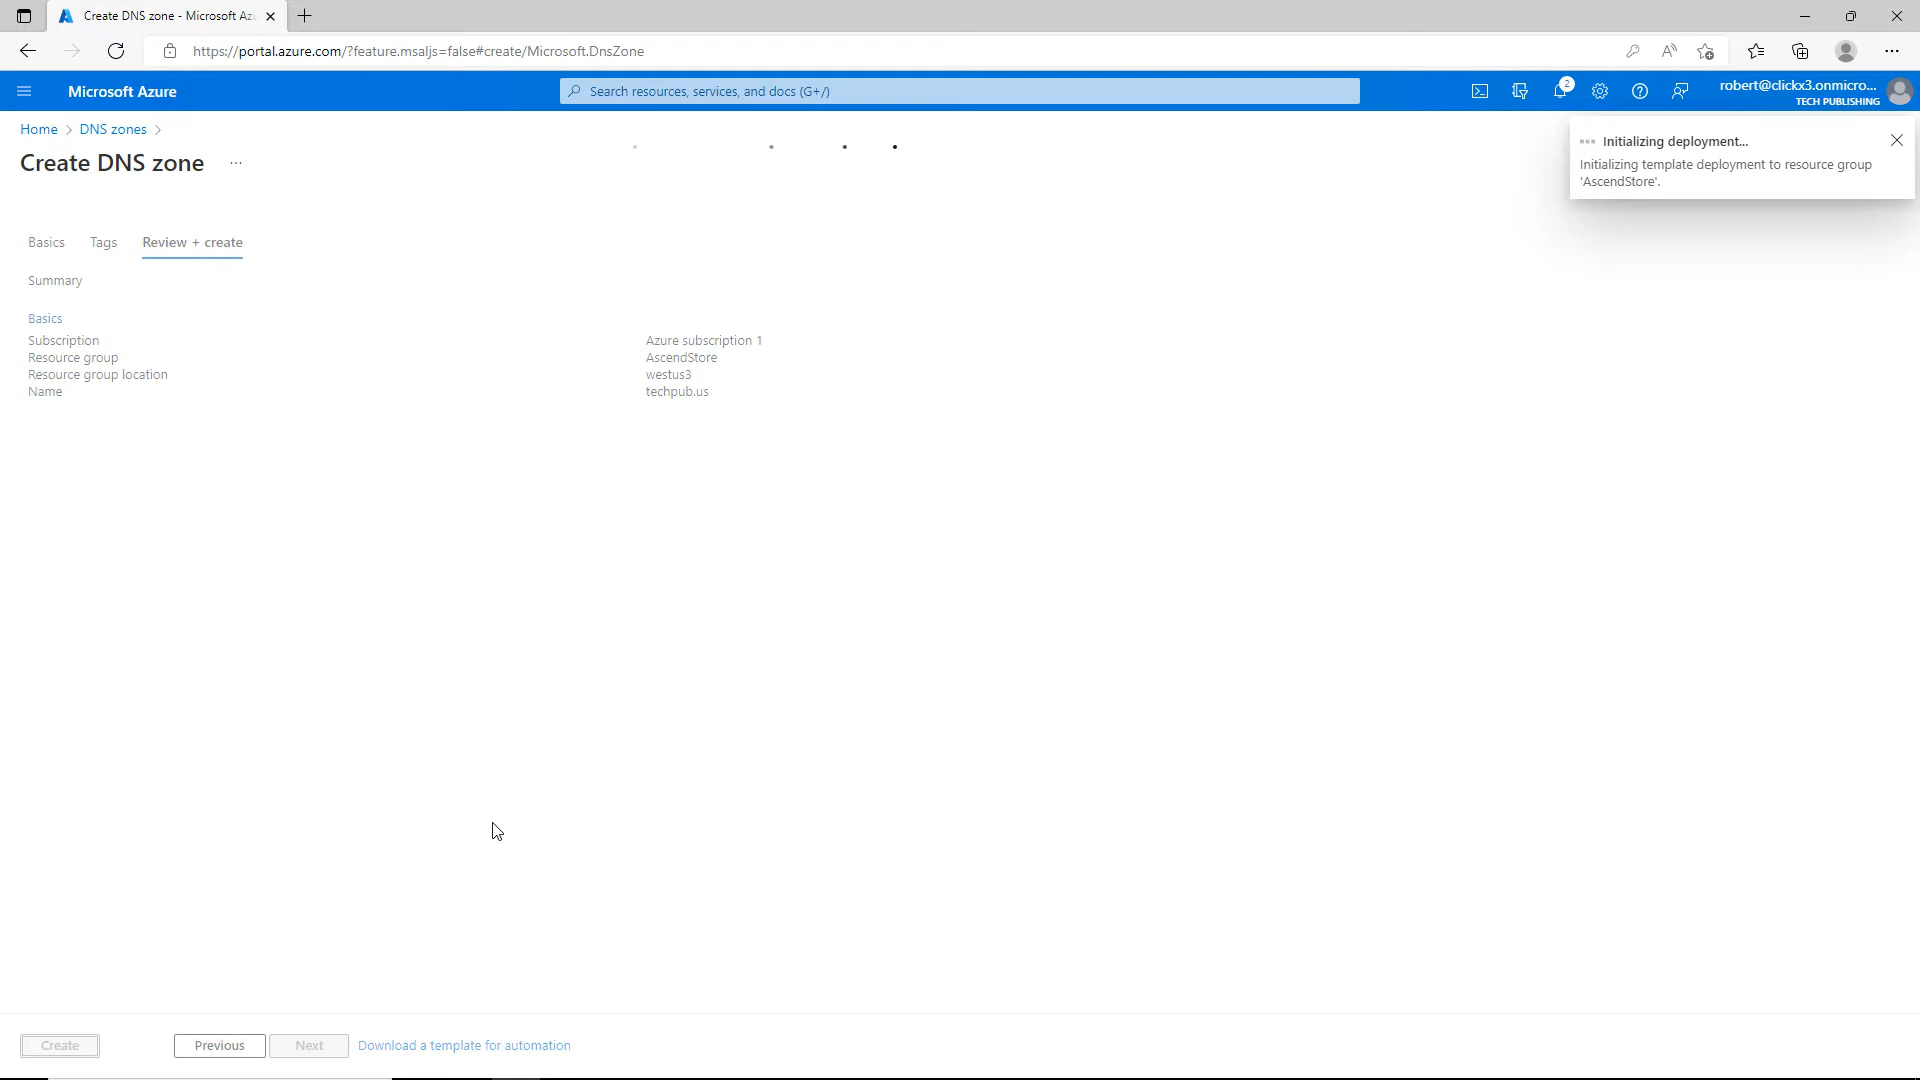 Create DNS zone - Microsoft Az
https://portal.azure.com/?feature.msaljs=false#create/Microsoft.DnsZone
Microsoft Azure
Search resources, services, and docs (G+/)
2
robert@clickx3.onmicro...
TECH PUBLISHING
Home > DNS zones >
Create DNS zone ...
Initializing deployment...
Initializing template deployment to resource group
'AscendStore'.
Basics Tags Review + create
Summary
Basics
Subscription Azure subscription 1
Resource group AscendStore
Resource group location westus3
Name techpub.us
Create Previous Next Download a template for automation